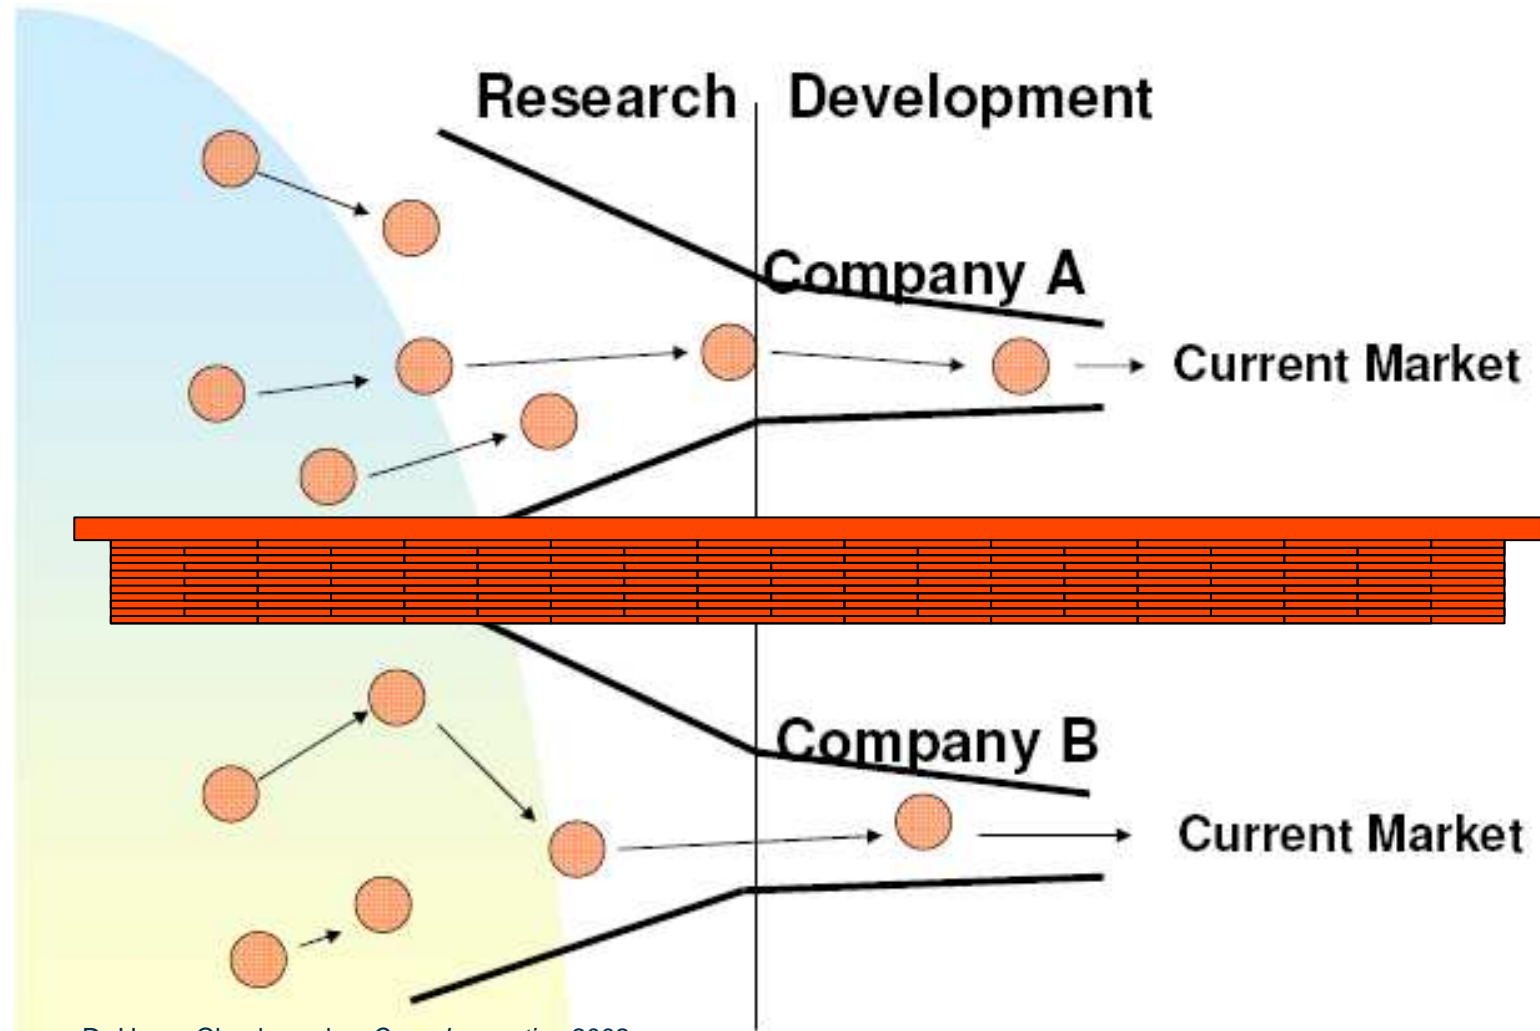 Research Development
Company A
Current Market
Company B
Current Market